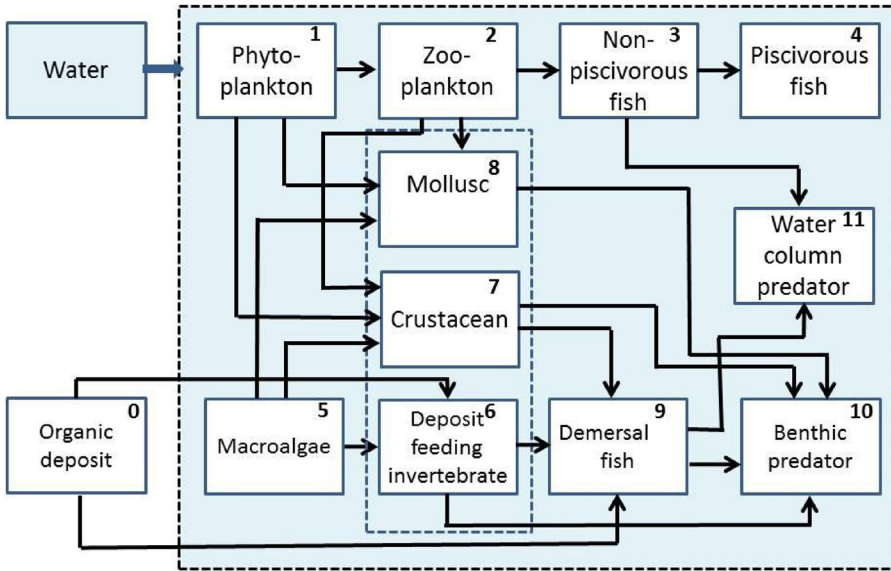 Water
1
Phyto-
plankton
2
Zoo-
plankton
3
Non-
piscivorous
fish
4
Piscivorous
fish
8
Mollusc
11
Water
column
predator
7
Crustacean
0
Organic
deposit
5
Macroalgae
6
Deposit
feeding
invertebrate
9
Demersal
fish
10
Benthic
predator